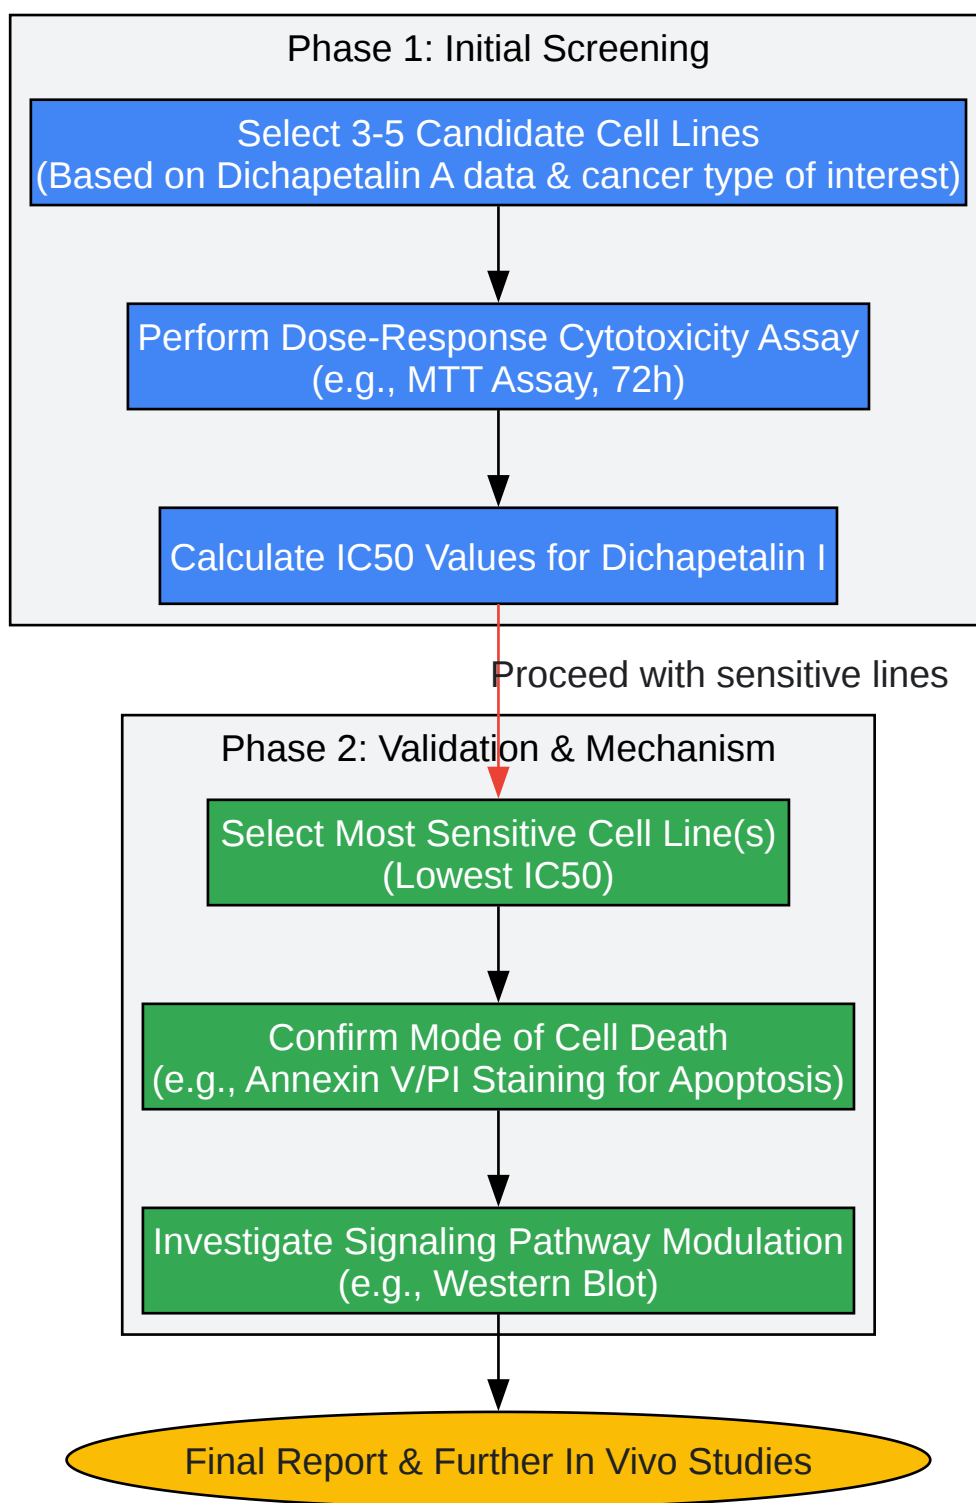 Phase 1: Initial Screening
Select 3-5 Candidate Cell Lines
(Based on Dichapetalin A data & cancer type of interest)
Perform Dose-Response Cytotoxicity Assay
(e.g., MTT Assay, 72h)
Calculate IC50 Values for Dichapetalin I
Proceed with sensitive lines
Phase 2: Validation & Mechanism
Select Most Sensitive Cell Line(s)
(Lowest IC50)
Confirm Mode of Cell Death
(e.g., Annexin V/PI Staining for Apoptosis)
Investigate Signaling Pathway Modulation
(e.g., Western Blot)
Final Report & Further In Vivo Studies